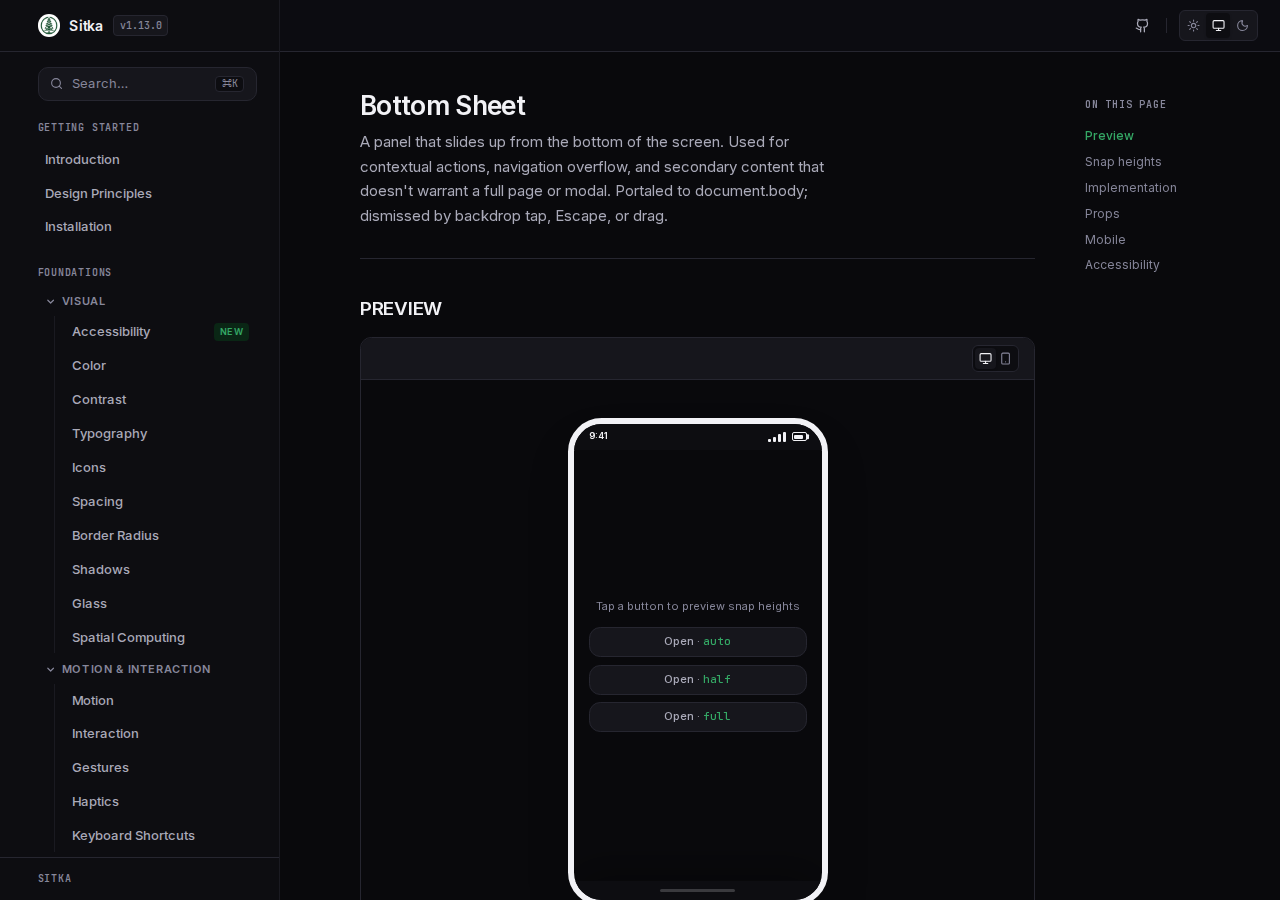 Sitka
v1.13.0
Search...
⌘K
GETTING STARTED
Introduction
Design Principles
Installation
FOUNDATIONS
VISUAL
Accessibility
NEW
Color
Contrast
Typography
Icons
Spacing
Border Radius
Shadows
Glass
Spatial Computing
MOTION & INTERACTION
Motion
Interaction
Gestures
Haptics
Keyboard Shortcuts
SITKA
Bottom Sheet
A panel that slides up from the bottom of the screen. Used for
contextual actions, navigation overflow, and secondary content that
doesn't warrant a full page or modal. Portaled to document.body;
dismissed by backdrop tap, Escape, or drag.
PREVIEW
9:41
Tap a button to preview snap heights
Open · auto
Open · half
Open · full
ON THIS PAGE
Preview
Snap heights
Implementation
Props
Mobile
Accessibility